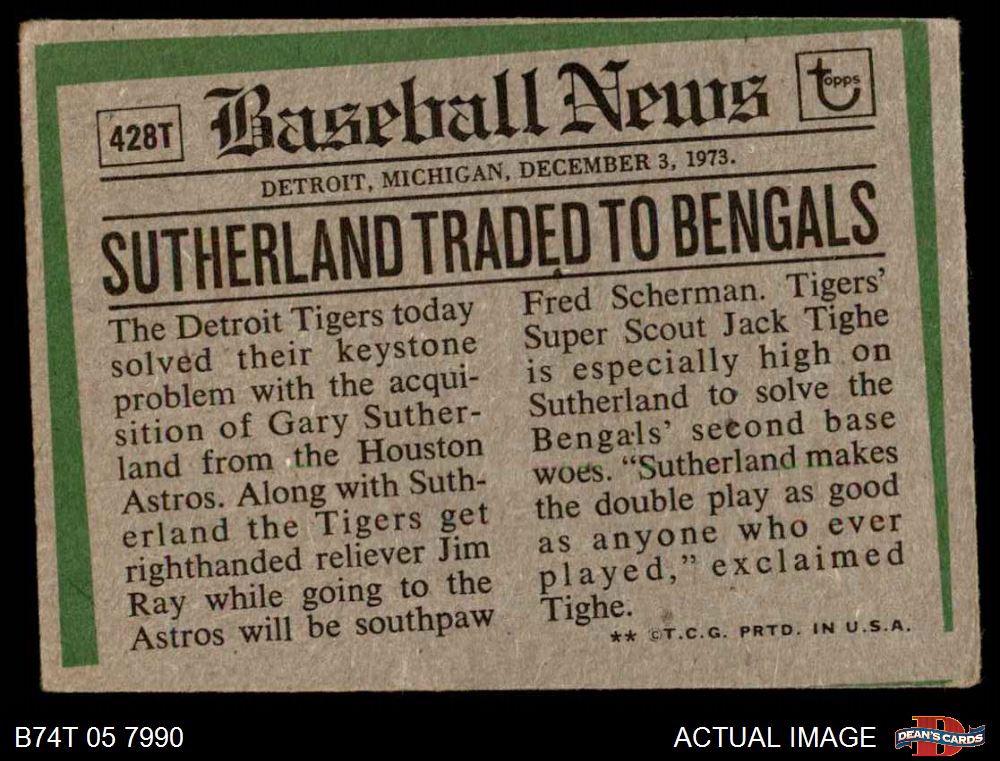 428T
Baseball News
topps
DETROIT, MICHIGAN, DECEMBER 3, 1973.
SUTHERLAND TRADED TO BENGALS
The Detroit Tigers today
solved their keystone
problem with the acqui-
sition of Gary Suther-
land from the Houston
Astros. Along with Suth-
erland the Tigers get
righthanded reliever Jim
Ray while going to the
Astros will be southpaw
Fred Scherman. Tigers'
Super Scout Jack Tighe
is especially high on
Sutherland to solve the
Bengals' second base
woes. "Sutherland makes
the double play as good
as anyone who ever
played," exclaimed
Tighe.
** ©T.C.G. PRTD. IN U.S.A.
B74T 05 7990
ACTUAL IMAGE
D
DEAN'S CARDS